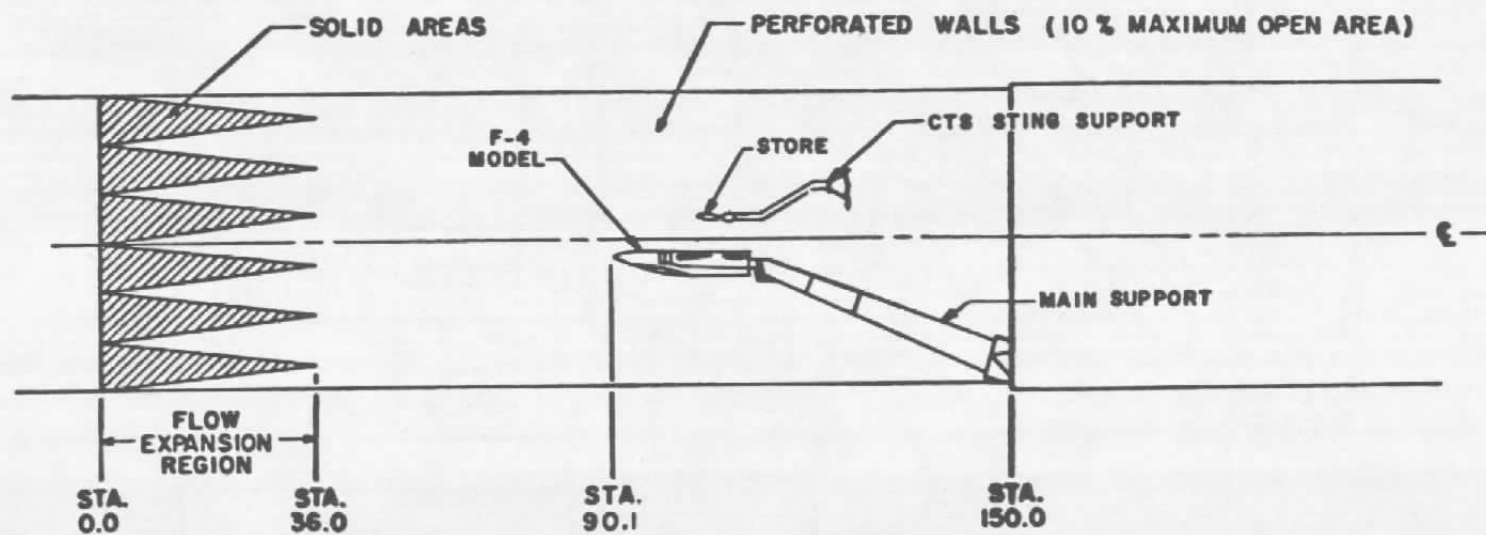 SOLID AREAS
PERFORATED WALLS (10 % MAXIMUM OPEN AREA)
CTS STING SUPPORT
F-4
MODEL
STORE
℄
MAIN SUPPORT
FLOW
EXPANSION
REGION
STA.
0.0
STA.
36.0
STA.
90.1
STA.
150.0